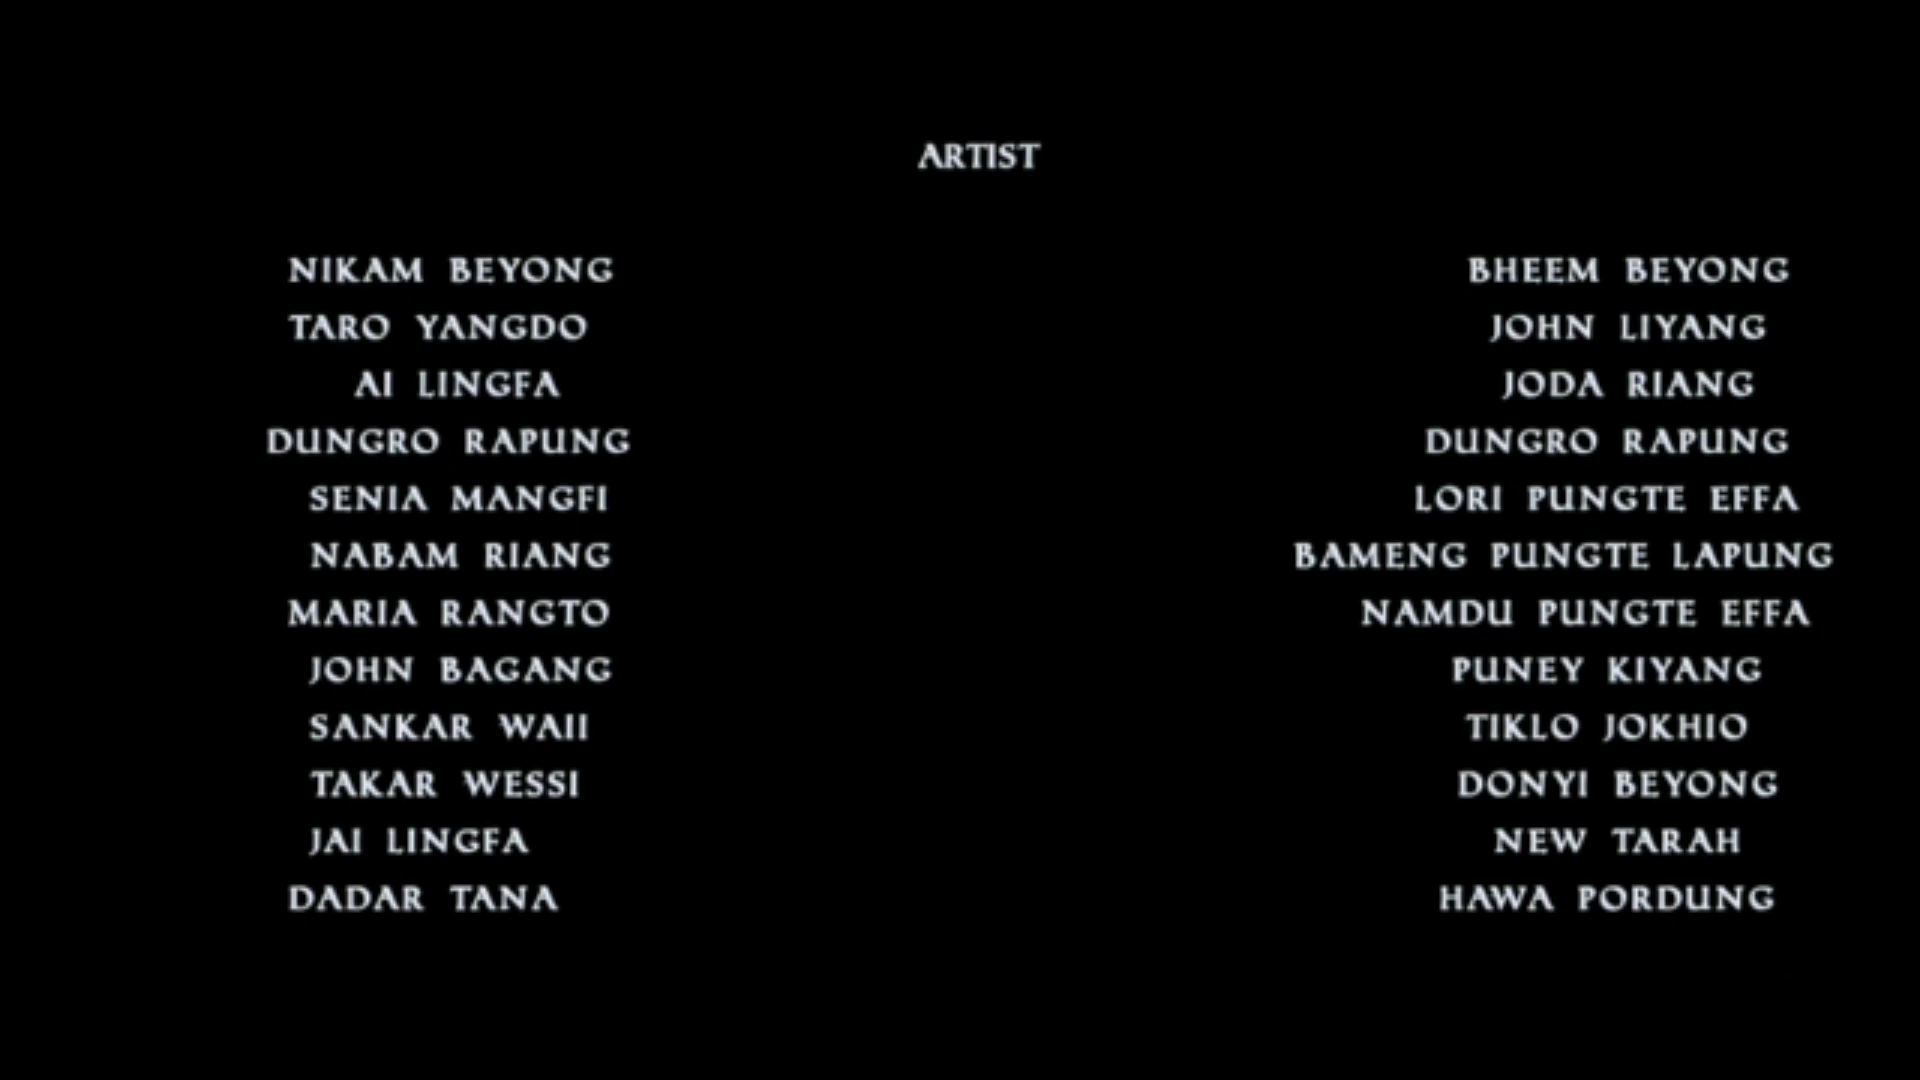 ARTIST
NIKAM BEYONG
TARO YANGDO
AI LINGFA
DUNGRO RAPUNG
SENIA MANGFI
NABAM RIANG
MARIA RANGTO
JOHN BAGANG
SANKAR WAII
TAKAR WESSI
JAI LINGFA
DADAR TANA
BHEEM BEYONG
JOHN LIYANG
JODA RIANG
DUNGRO RAPUNG
LORI PUNGTE EFFA
BAMENG PUNGTE LAPUNG
NAMDU PUNGTE EFFA
PUNEY KIYANG
TIKLO JOKHIO
DONYI BEYONG
NEW TARAH
HAWA PORDUNG